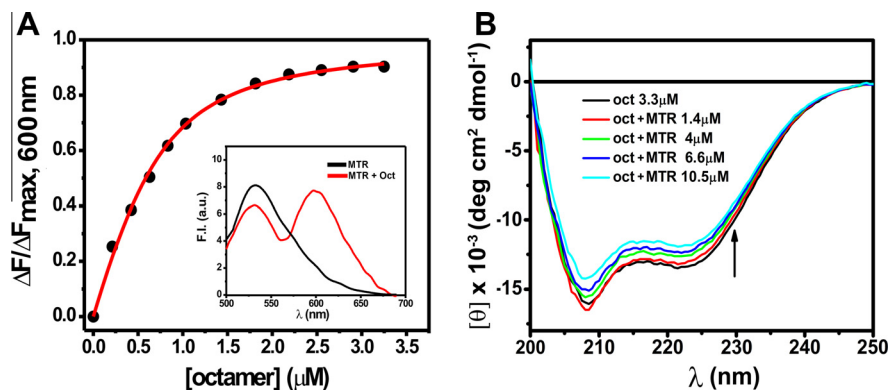 A
ΔF/ΔFmax, 600 nm
1.0
0.8
0.6
0.4
0.2
0.0
0.0 0.5 1.0 1.5 2.0 2.5 3.0 3.5
[octamer] (μM)
F.I. (a.u.)
8
6
4
2
0
500 550 600 650 700
λ (nm)
MTR
MTR + Oct
B
[θ] x 10⁻³ (deg cm² dmol⁻¹)
0
-5
-10
-15
200 210 220 230 240 250
λ (nm)
oct 3.3μM
oct+MTR 1.4μM
oct+MTR 4μM
oct+MTR 6.6μM
oct+MTR 10.5μM